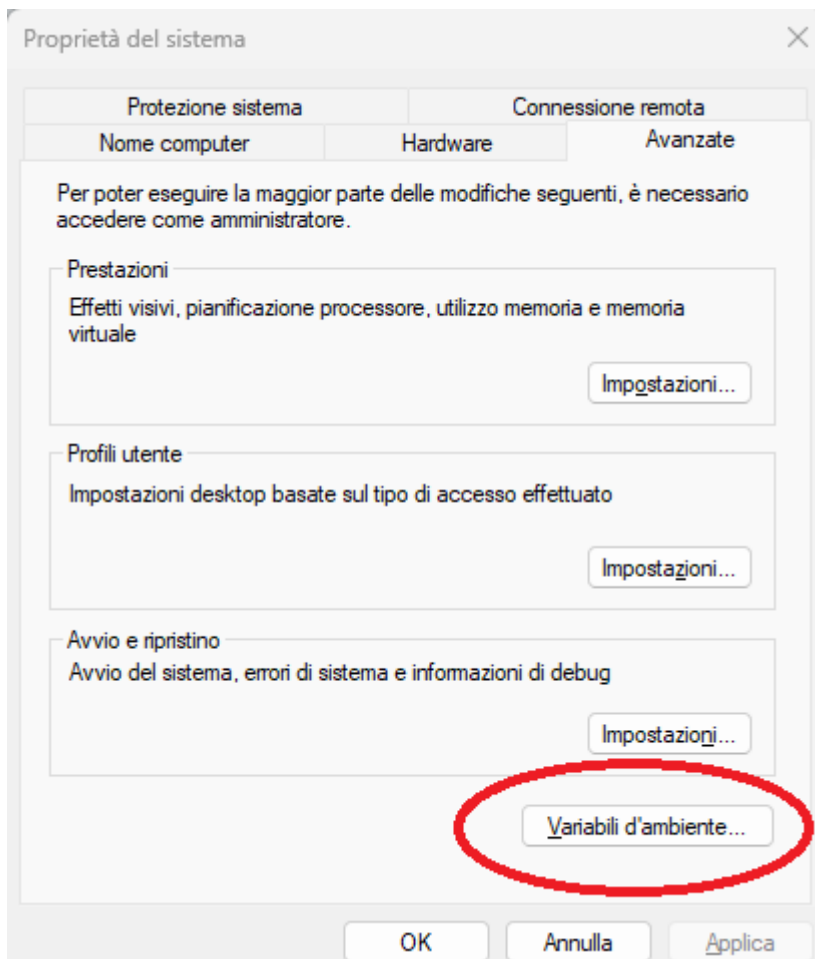 Proprietà del sistema
Protezione sistema
Connessione remota
Nome computer
Hardware
Avanzate
Per poter eseguire la maggior parte delle modifiche seguenti, è necessario
accedere come amministratore.
Prestazioni
Effetti visivi, pianificazione processore, utilizzo memoria e memoria
virtuale
Impostazioni...
Profili utente
Impostazioni desktop basate sul tipo di accesso effettuato
Impostazioni...
Avvio e ripristino
Avvio del sistema, errori di sistema e informazioni di debug
Impostazioni...
Variabili d'ambiente...
OK
Annulla
Applica